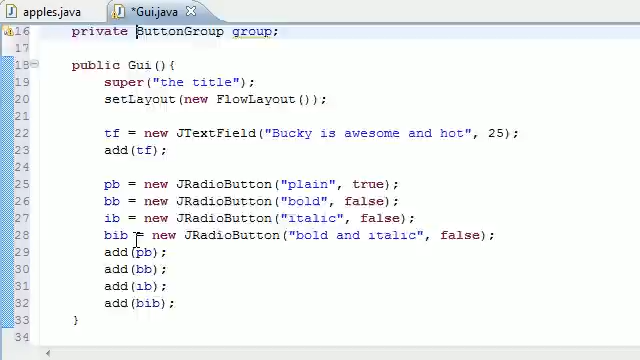 apples.java *Gui.java
16 private ButtonGroup group;
17
18 public Gui(){
19 super("the title");
20 setLayout(new FlowLayout());
21
22 tf = new JTextField("Bucky is awesome and hot", 25);
23 add(tf);
24
25 pb = new JRadioButton("plain", true);
26 bb = new JRadioButton("bold", false);
27 ib = new JRadioButton("italic", false);
28 bib = new JRadioButton("bold and italic", false);
29 add(pb);
30 add(bb);
31 add(ib);
32 add(bib);
33 }
34